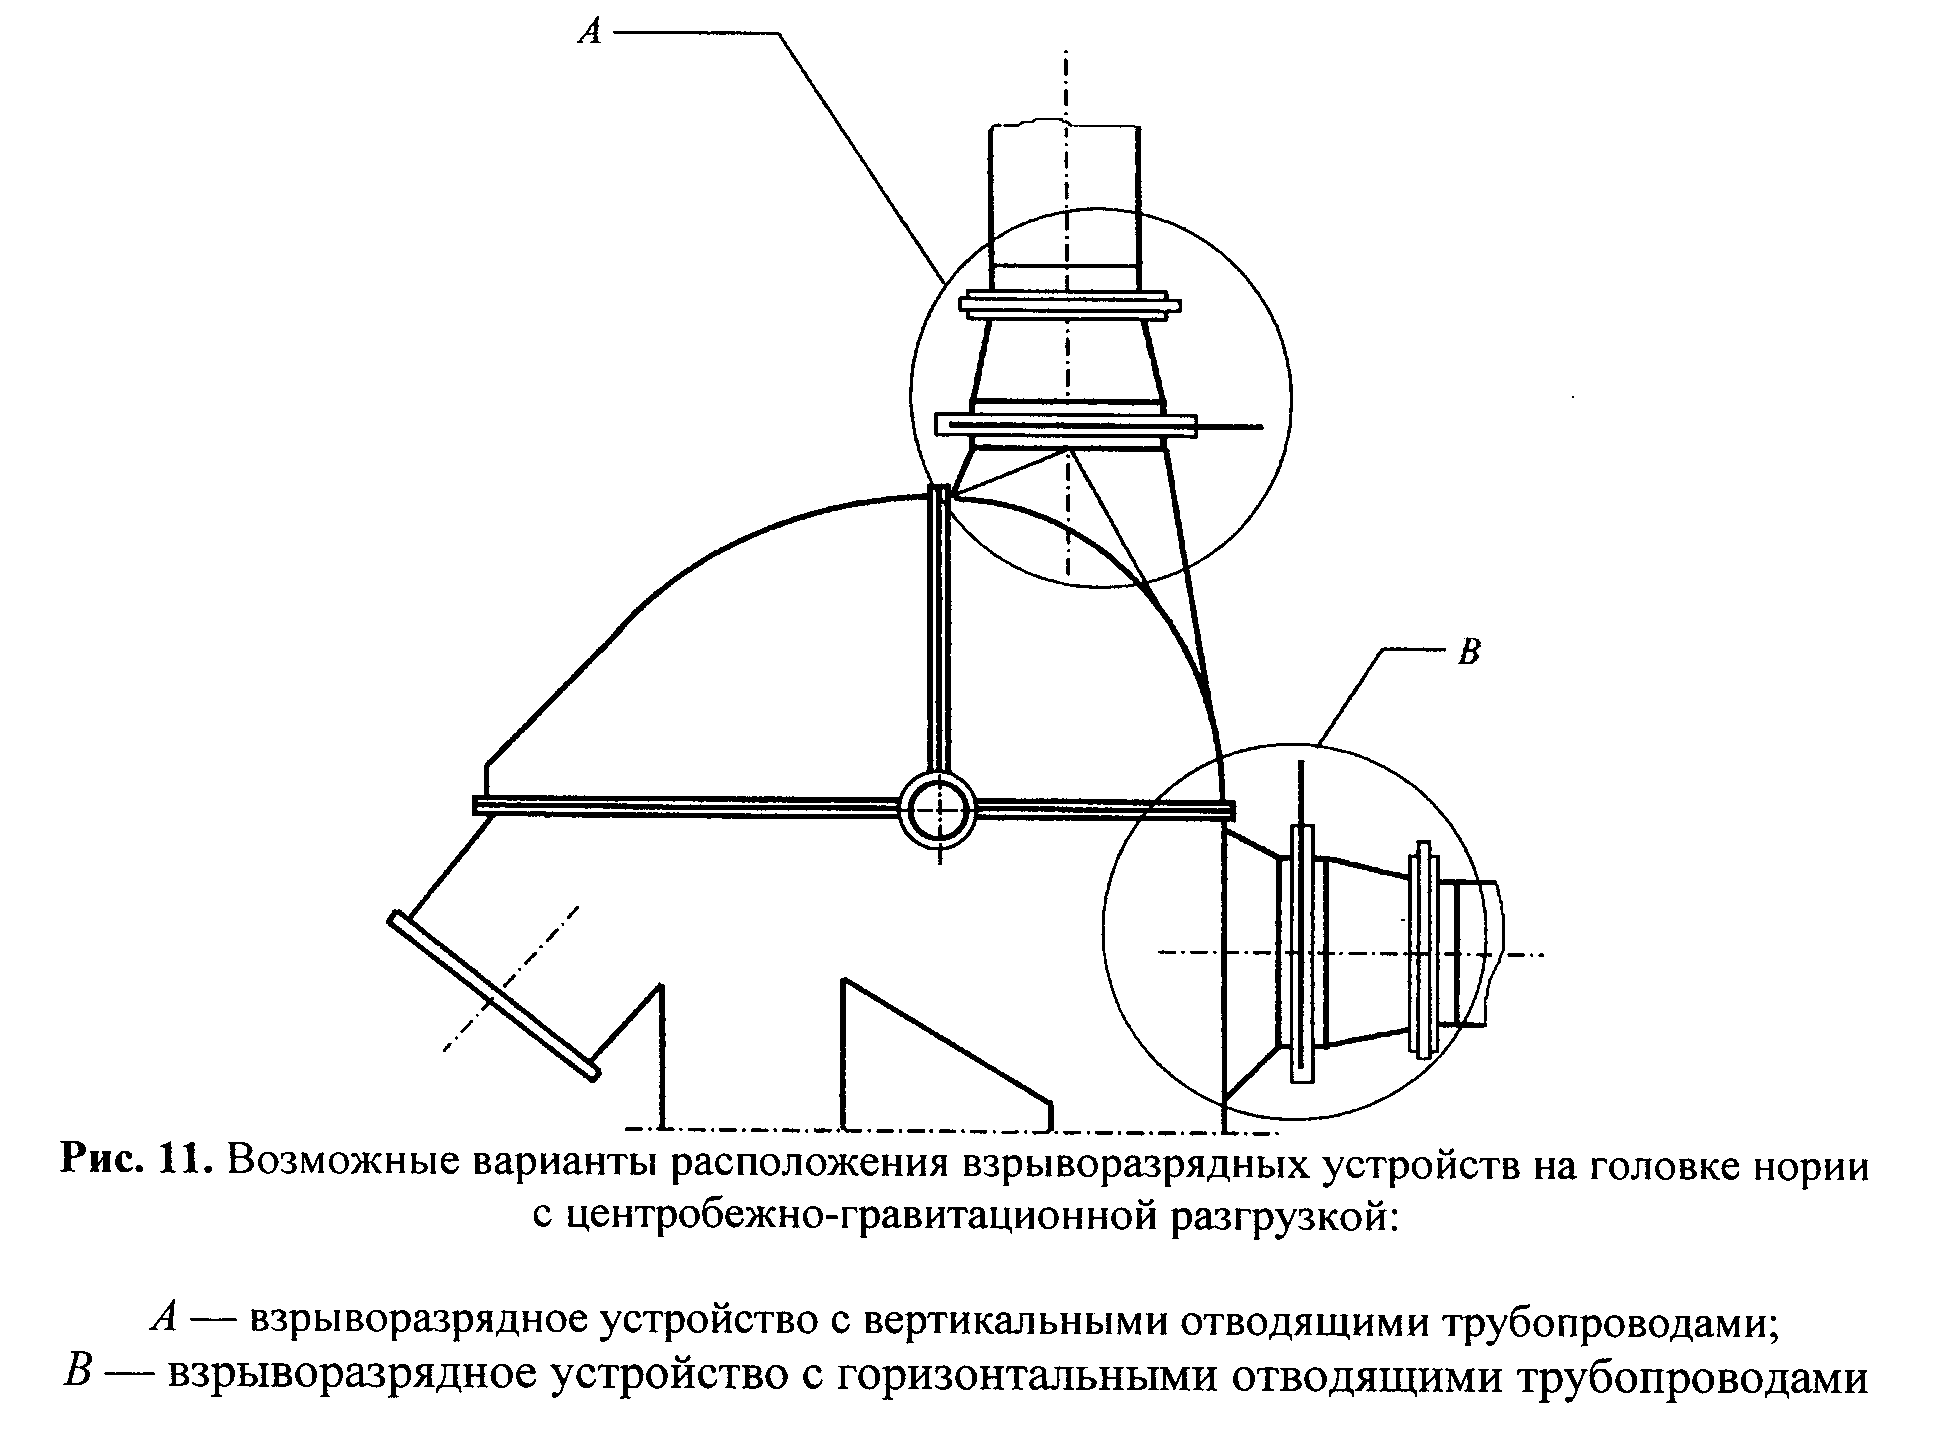 A
B
Рис. 11. Возможные варианты расположения взрыворазрядных устройств на головке нории
с центробежно-гравитационной разгрузкой:
A — взрыворазрядное устройство с вертикальными отводящими трубопроводами;
B — взрыворазрядное устройство с горизонтальными отводящими трубопроводами